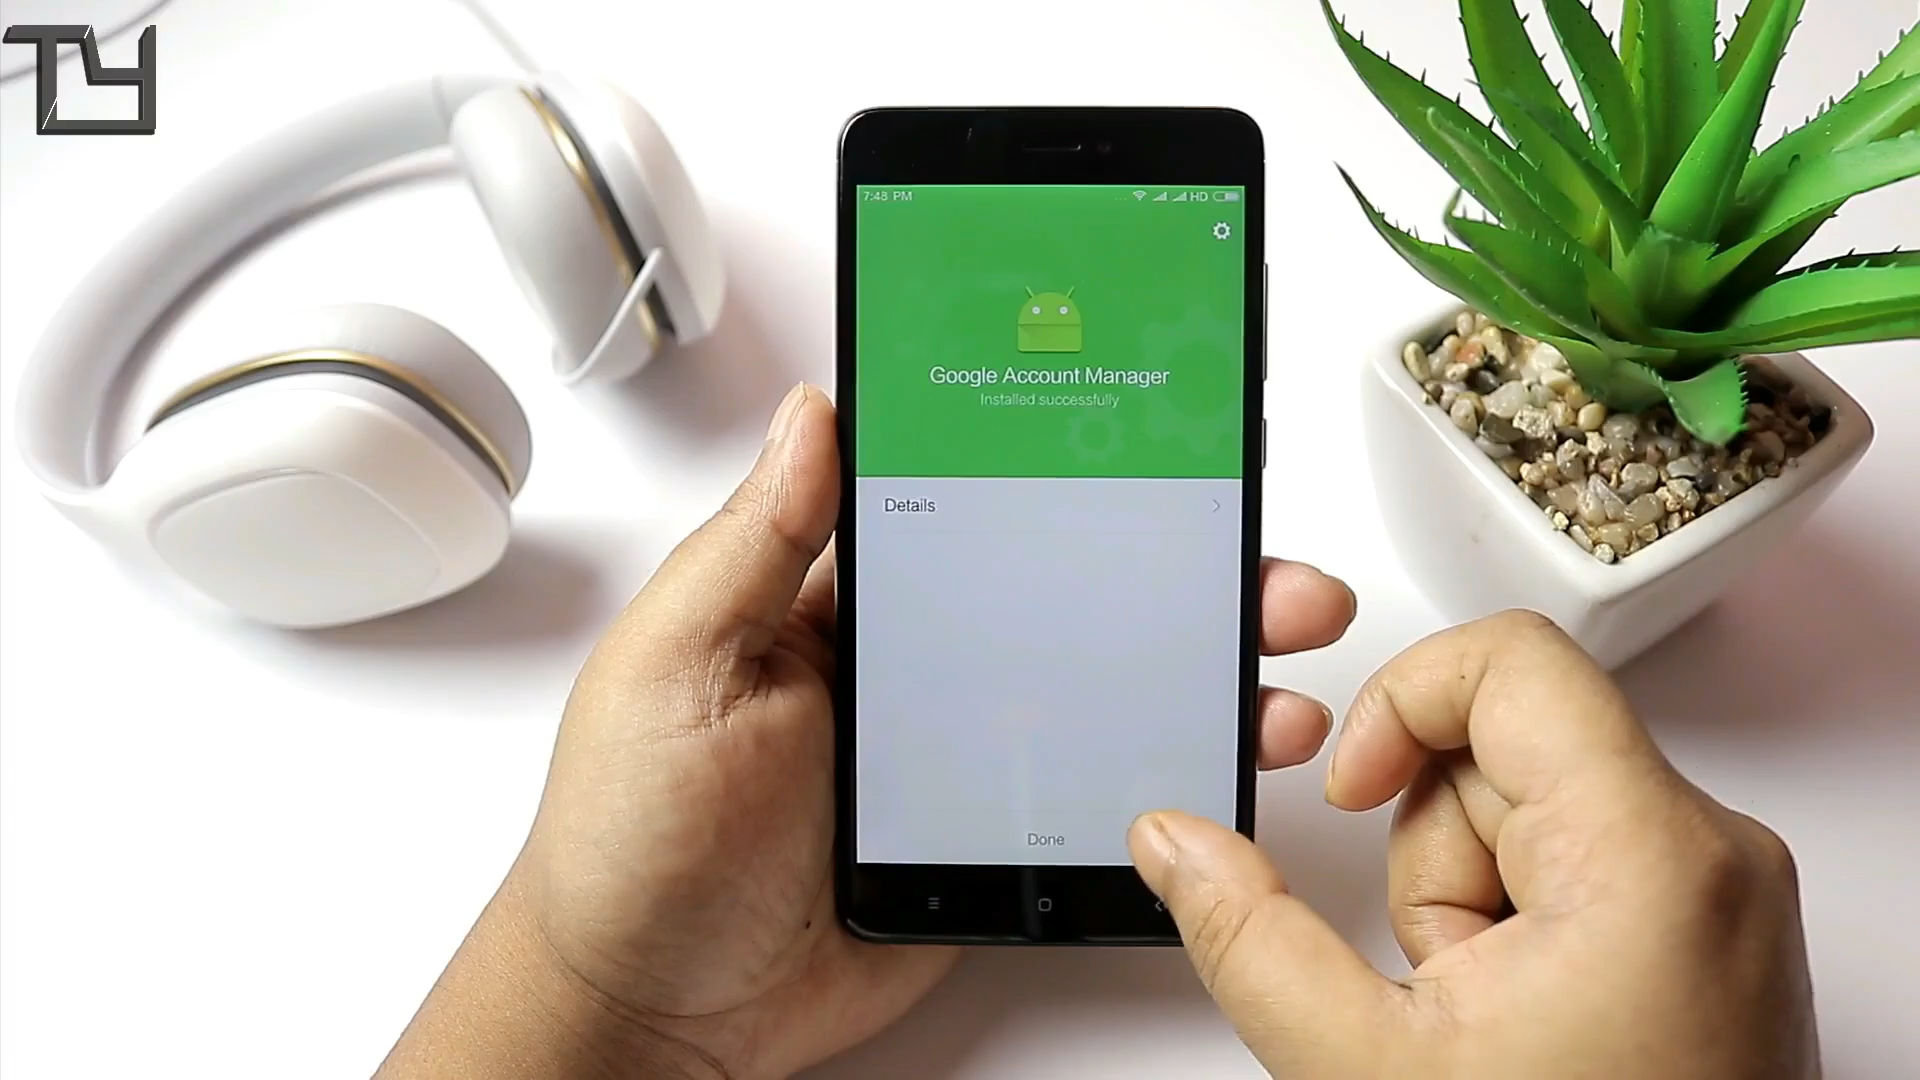 TY
7:48 PM
HD
Google Account Manager
Installed successfully
Details
Done